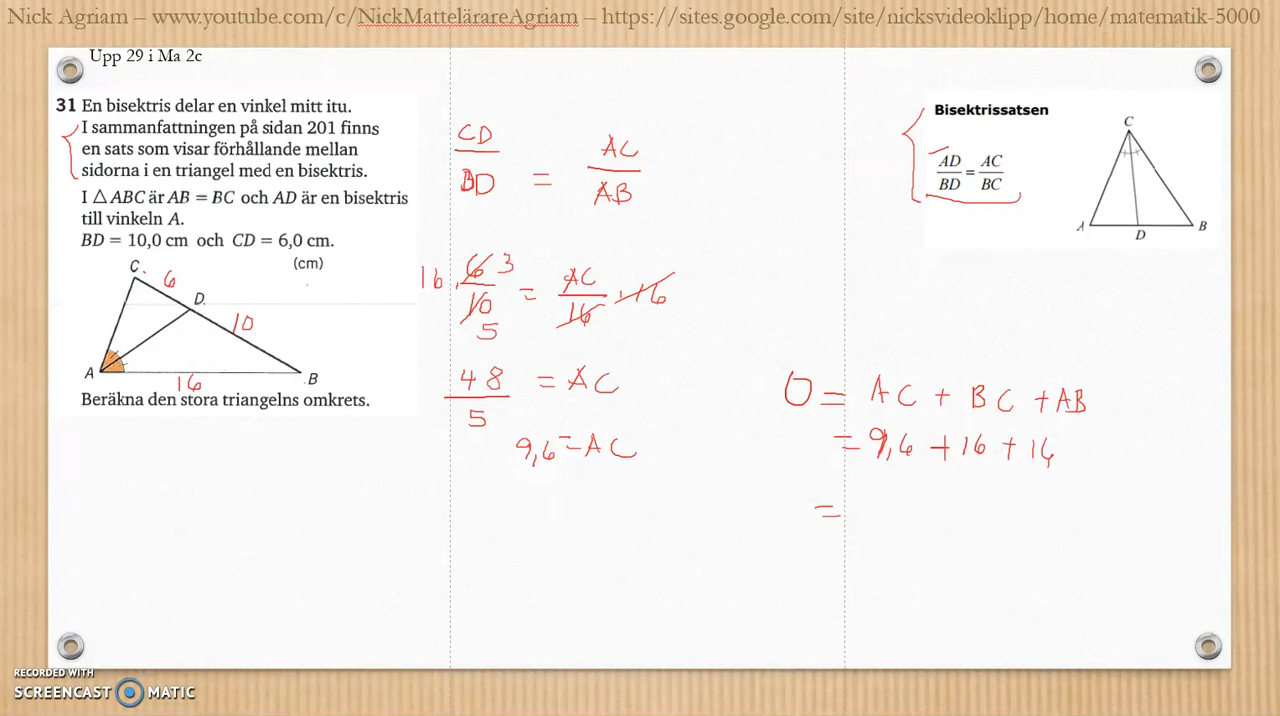 Nick Agriam – www.youtube.com/c/NickMattelärareAgriam – https://sites.google.com/site/nicksvideoklipp/home/matematik-5000
Upp 29 i Ma 2c
31 En bisektris delar en vinkel mitt itu.
I sammanfattningen på sidan 201 finns
en sats som visar förhållande mellan
sidorna i en triangel med en bisektris.
I △ABC är AB = BC och AD är en bisektris
till vinkeln A.
BD = 10,0 cm och CD = 6,0 cm.
(cm)
C
6
D
10
A
16
B
Beräkna den stora triangelns omkrets.
CD/BD = AC/AB
16 · 6/10 = AC/16 · 16
3
5
48/5 = AC
9,6 = AC
Bisektrissatsen
AD/BD = AC/BC
C
A
D
B
O = AC + BC + AB
= 9,6 + 16 + 16
=
RECORDED WITH
SCREENCAST MATIC